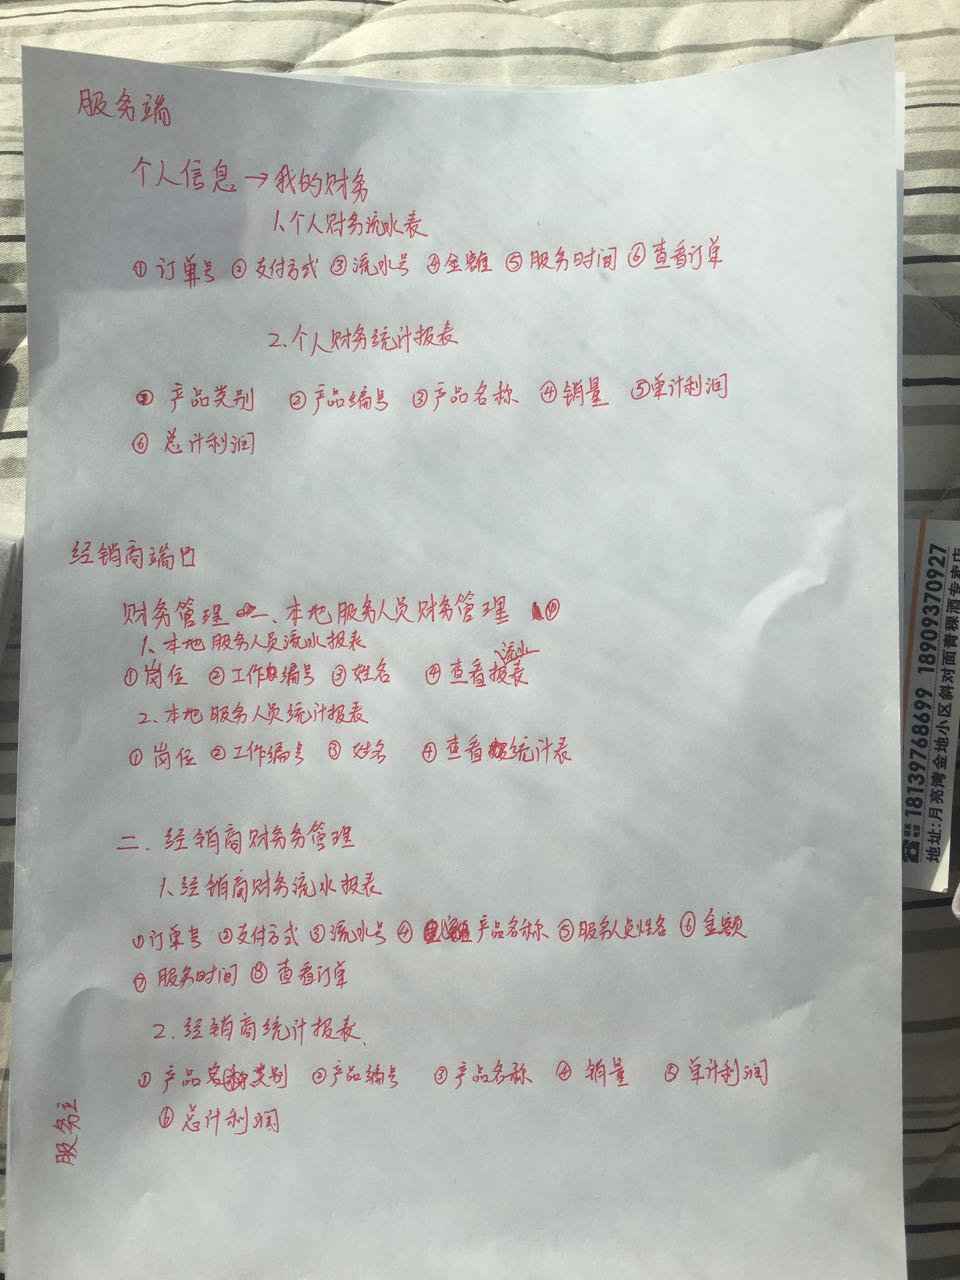 服务端
个人信息→我的财务
1.个人财务流水表
①订单号 ②支付方式 ③流水号 ④金额 ⑤服务时间 ⑥查看订单
2.个人财务统计报表
① 产品类别 ②产品编号 ③产品名称 ④销量 ⑤单计利润
⑥ 总计利润
经销商端口
财务管理 一、本地服务人员财务管理
1、本地服务人员流水报表
流水
①岗位 ②工作编号 ③姓名 ④查看报表
2、本地服务人员统计报表
①岗位 ②工作编号 ③姓名 ④查看统计表
二、经销商财务务管理
1.经销商财务流水报表
①订单号 ②支付方式 ③流水号 ④产品名称 ⑤服务人员姓名 ⑥金额
⑦服务时间 ⑧查看订单
2.经销商统计报表.
①产品类别 ②产品编号 ③产品名称 ④销量 ⑤单计利润
⑥总计利润
服务
18139768699 18909370927
地址:月亮湾金地小区斜对面青稞酒专卖店